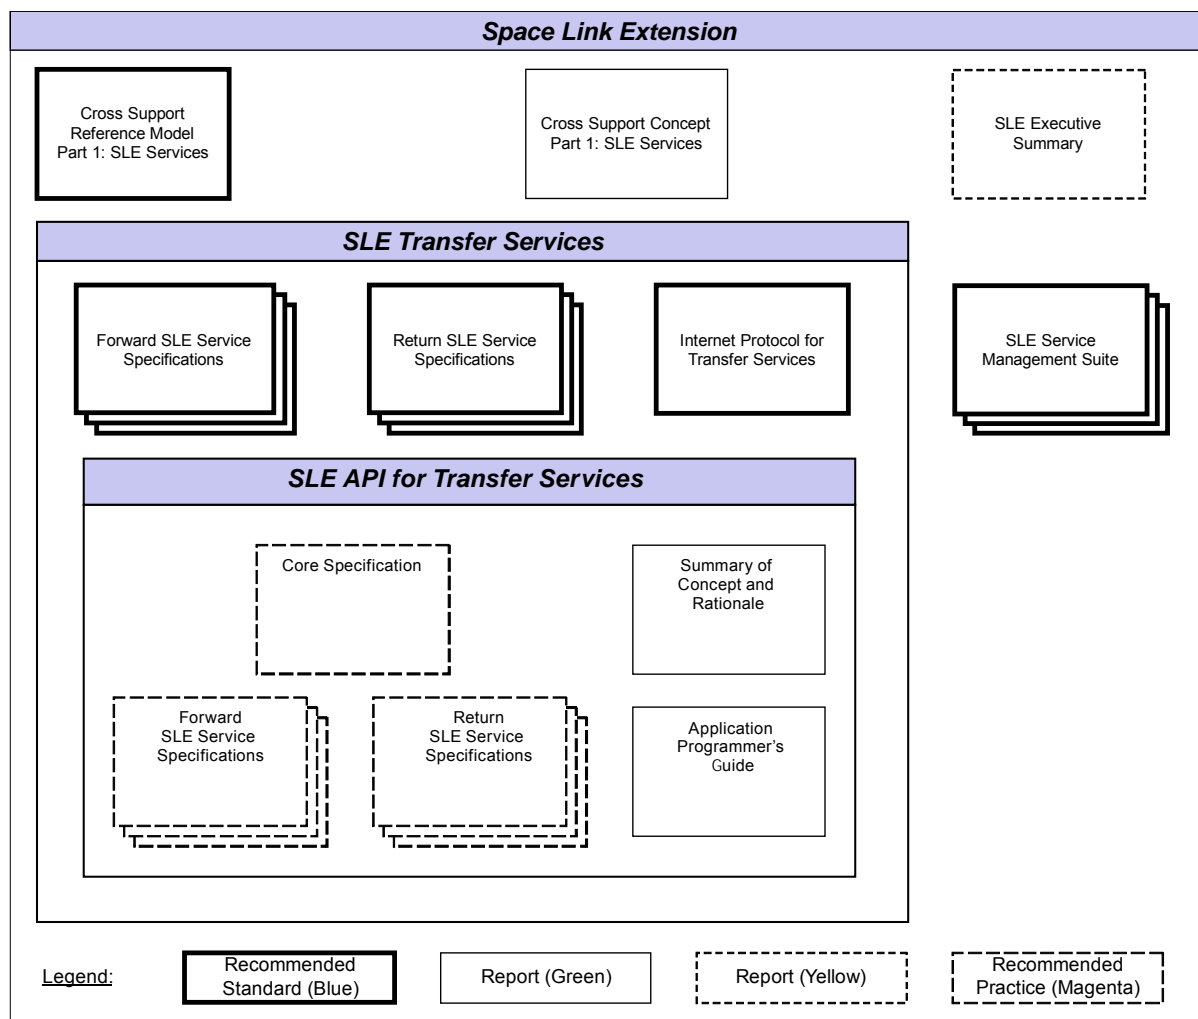 Space Link Extension
Cross Support
Reference Model
Part 1: SLE Services
Cross Support Concept
Part 1: SLE Services
SLE Executive
Summary
SLE Transfer Services
Forward SLE Service
Specifications
Return SLE Service
Specifications
Internet Protocol for
Transfer Services
SLE Service
Management Suite
SLE API for Transfer Services
Core Specification
Summary of
Concept and
Rationale
Forward
SLE Service
Specifications
Return
SLE Service
Specifications
Application
Programmer's
Guide
Legend:
Recommended
Standard (Blue)
Report (Green)
Report (Yellow)
Recommended
Practice (Magenta)